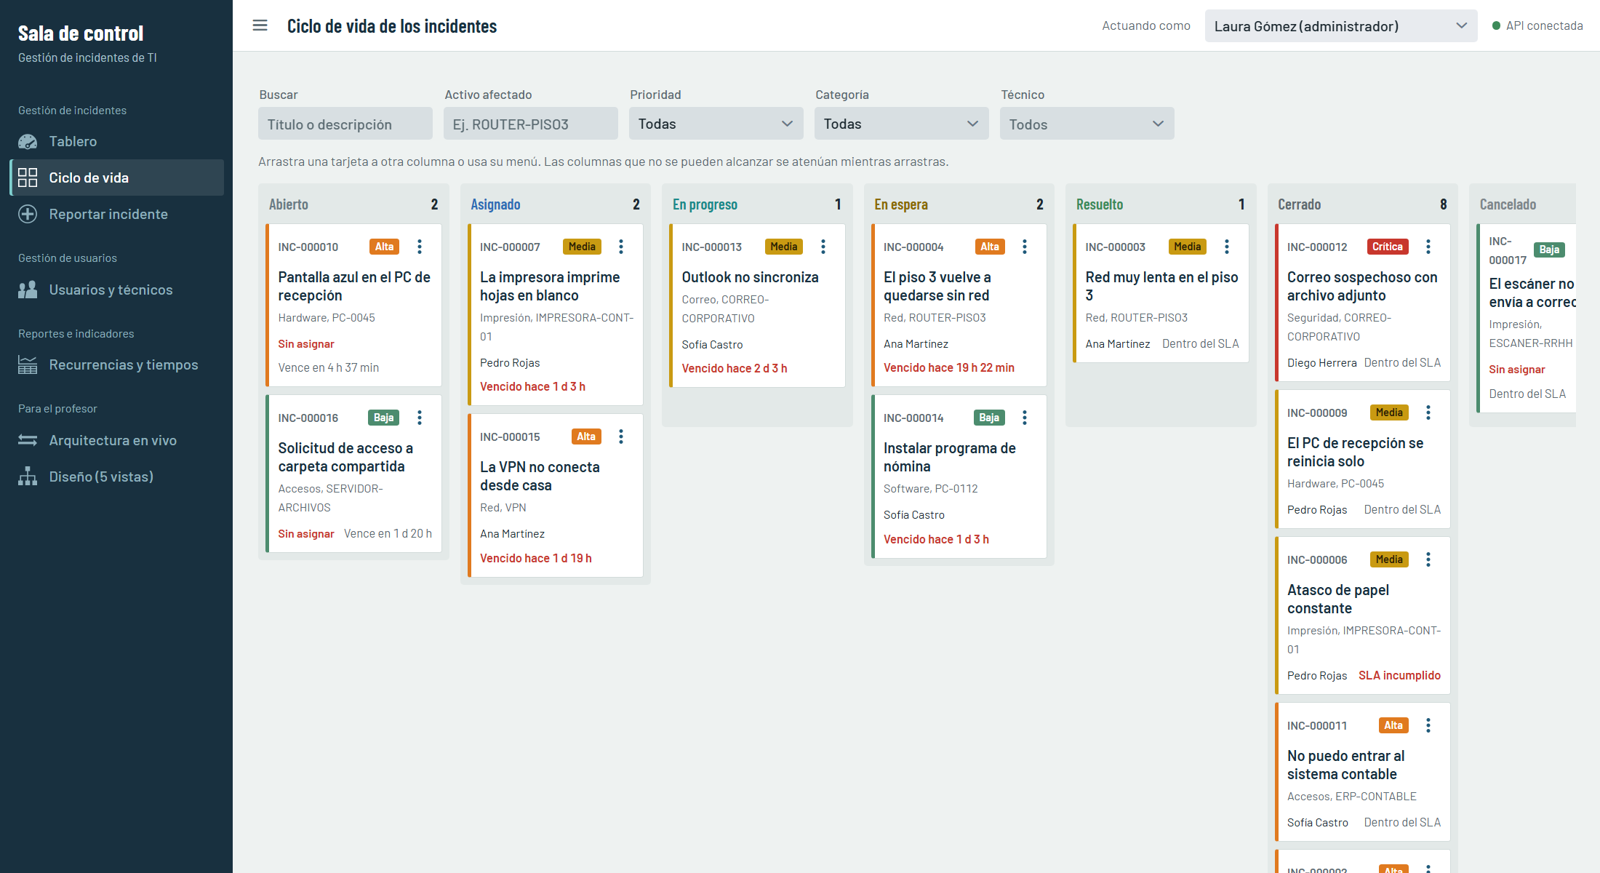 Sala de control
Gestión de incidentes de TI
Gestión de incidentes
Tablero
Ciclo de vida
Reportar incidente
Gestión de usuarios
Usuarios y técnicos
Reportes e indicadores
Recurrencias y tiempos
Para el profesor
Arquitectura en vivo
Diseño (5 vistas)
Ciclo de vida de los incidentes
Actuando como
Laura Gómez (administrador)
API conectada
Buscar
Título o descripción
Activo afectado
Ej. ROUTER-PISO3
Prioridad
Todas
Categoría
Todas
Técnico
Todos
Arrastra una tarjeta a otra columna o usa su menú. Las columnas que no se pueden alcanzar se atenúan mientras arrastras.
Abierto 2
INC-000010 Alta
Pantalla azul en el PC de
recepción
Hardware, PC-0045
Sin asignar
Vence en 4 h 37 min
INC-000016 Baja
Solicitud de acceso a
carpeta compartida
Accesos, SERVIDOR-
ARCHIVOS
Sin asignar Vence en 1 d 20 h
Asignado 2
INC-000007 Media
La impresora imprime
hojas en blanco
Impresión, IMPRESORA-CONT-
01
Pedro Rojas
Vencido hace 1 d 3 h
INC-000015 Alta
La VPN no conecta
desde casa
Red, VPN
Ana Martínez
Vencido hace 1 d 19 h
En progreso 1
INC-000013 Media
Outlook no sincroniza
Correo, CORREO-
CORPORATIVO
Sofía Castro
Vencido hace 2 d 3 h
En espera 2
INC-000004 Alta
El piso 3 vuelve a
quedarse sin red
Red, ROUTER-PISO3
Ana Martínez
Vencido hace 19 h 22 min
INC-000014 Baja
Instalar programa de
nómina
Software, PC-0112
Sofía Castro
Vencido hace 1 d 3 h
Resuelto 1
INC-000003 Media
Red muy lenta en el piso
3
Red, ROUTER-PISO3
Ana Martínez Dentro del SLA
Cerrado 8
INC-000012 Crítica
Correo sospechoso con
archivo adjunto
Seguridad, CORREO-
CORPORATIVO
Diego Herrera Dentro del SLA
INC-000009 Media
El PC de recepción se
reinicia solo
Hardware, PC-0045
Pedro Rojas Dentro del SLA
INC-000006 Media
Atasco de papel
constante
Impresión, IMPRESORA-CONT-
01
Pedro Rojas SLA incumplido
INC-000011 Alta
No puedo entrar al
sistema contable
Accesos, ERP-CONTABLE
Sofía Castro Dentro del SLA
INC-000002 Alta
Cancelado
INC-
000017 Baja
El escáner no
envía a correo
Impresión,
ESCANER-RRHH
Sin asignar
Dentro del SLA